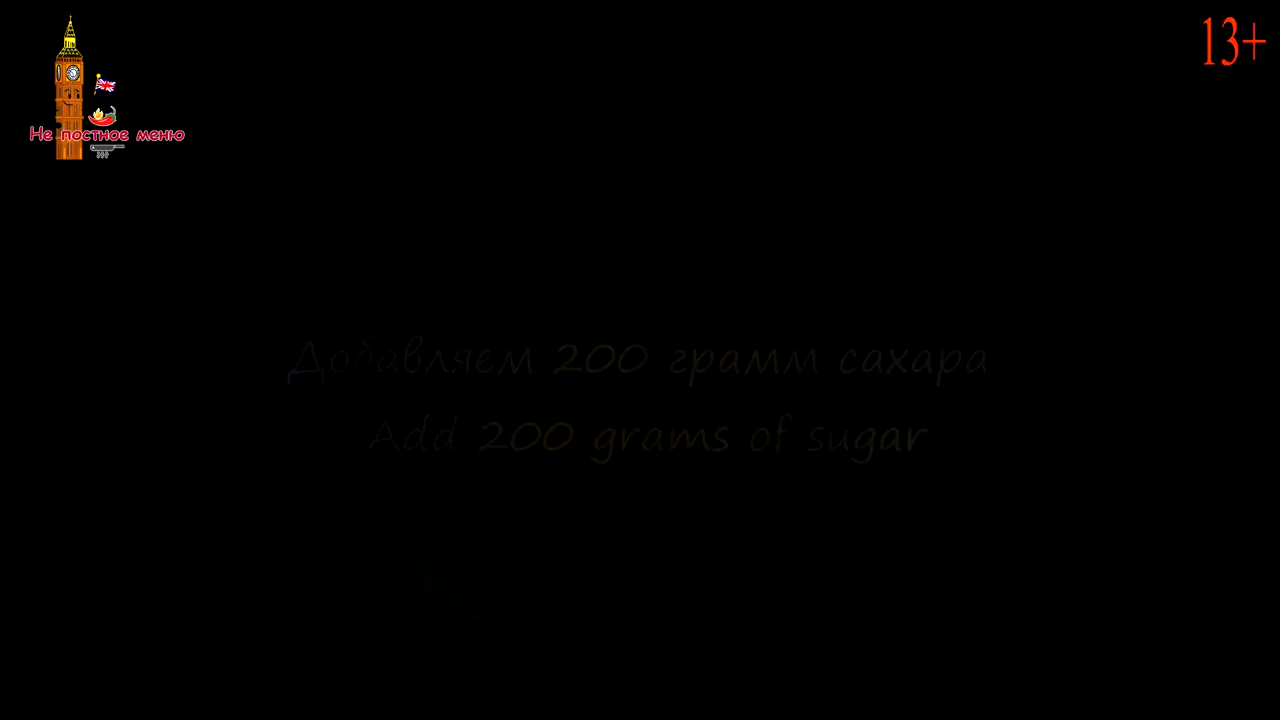 13+
Не постное меню
Добавляем 200 грамм сахара
Add 200 grams of sugar